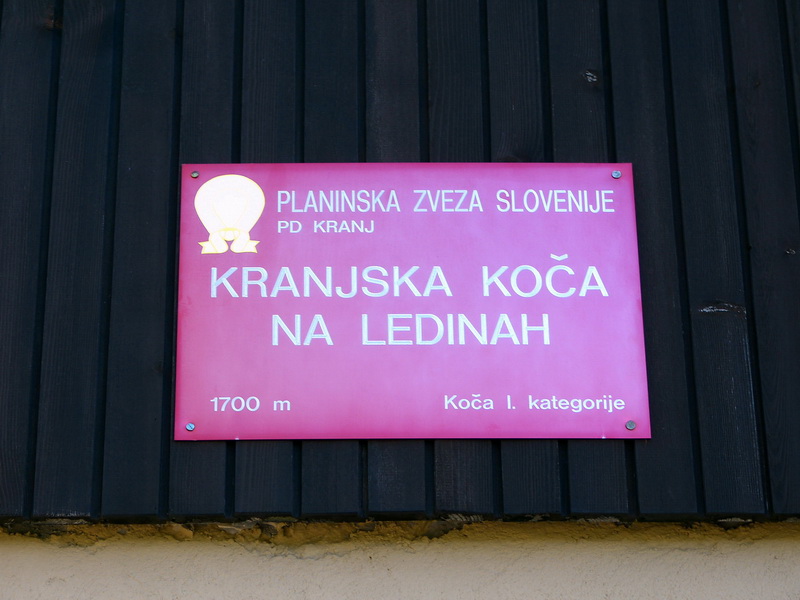 PLANINSKA ZVEZA SLOVENIJE
PD KRANJ
KRANJSKA KOČA
NA LEDINAH
1700 m
Koča I. kategorije